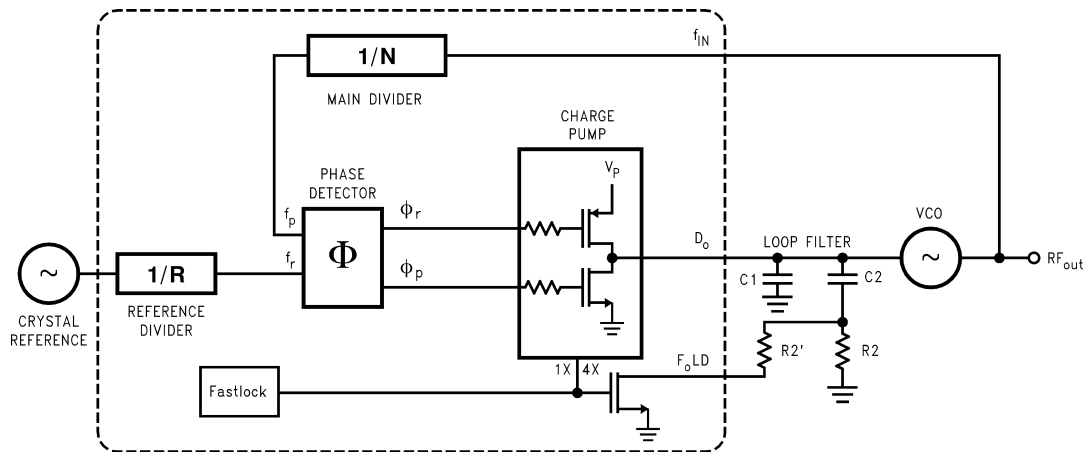 f_IN
1/N
MAIN DIVIDER
CHARGE
PUMP
V_P
PHASE
DETECTOR
f_p
f_r
Φ
ϕ_r
ϕ_p
D_o
LOOP FILTER
VCO
C1
C2
~
RF_out
~
1/R
CRYSTAL
REFERENCE
REFERENCE
DIVIDER
R2'
R2
1X
4X
F_oLD
Fastlock